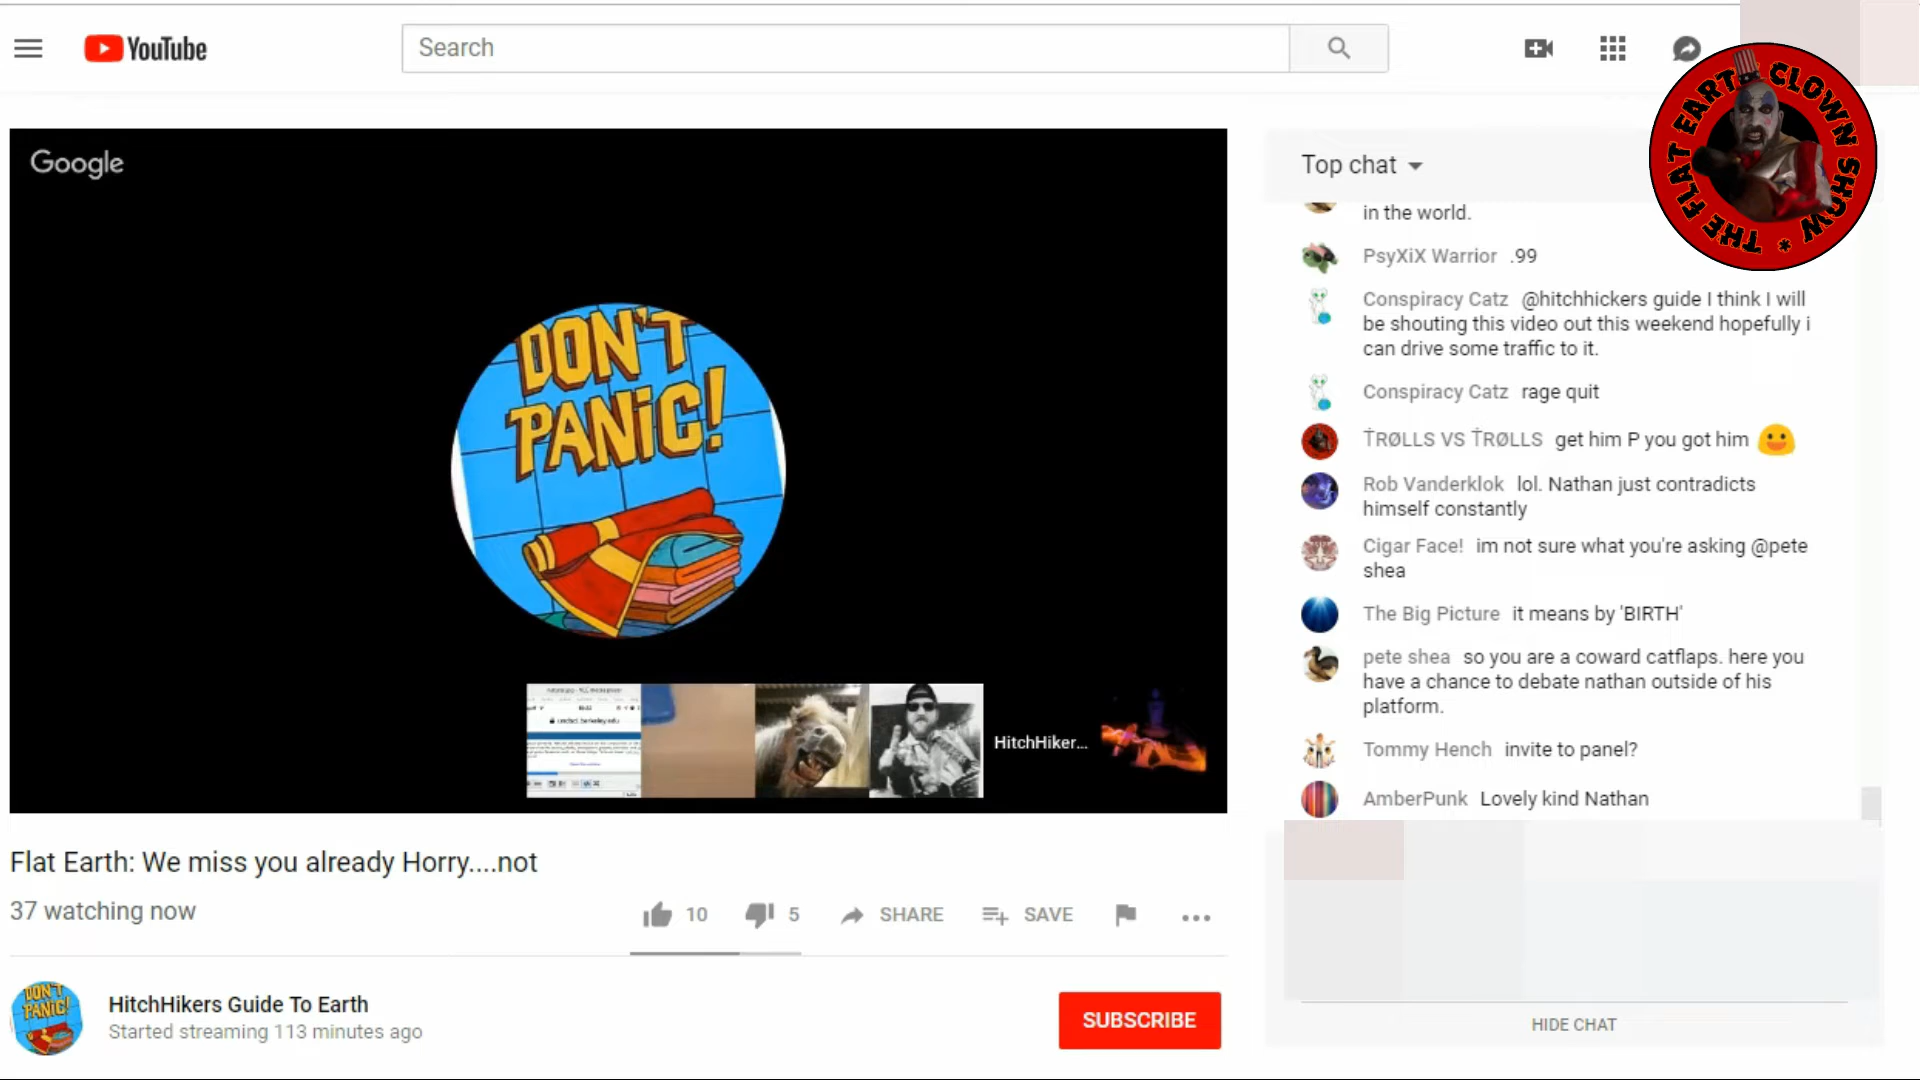 YouTube
Search
THE FLAT EARTH CLOWN SHOW *
Google
DON'T
PANIC!
HitchHiker...
Top chat
in the world.
PsyXiX Warrior .99
Conspiracy Catz @hitchhickers guide I think I will
be shouting this video out this weekend hopefully i
can drive some traffic to it.
Conspiracy Catz rage quit
ṪRØLLS VS ṪRØLLS get him P you got him
Rob Vanderklok lol. Nathan just contradicts
himself constantly
Cigar Face! im not sure what you're asking @pete
shea
The Big Picture it means by 'BIRTH'
pete shea so you are a coward catflaps. here you
have a chance to debate nathan outside of his
platform.
Tommy Hench invite to panel?
AmberPunk Lovely kind Nathan
HIDE CHAT
Flat Earth: We miss you already Horry....not
37 watching now
10 5 SHARE SAVE
DON'T
PANIC!
HitchHikers Guide To Earth
Started streaming 113 minutes ago
SUBSCRIBE